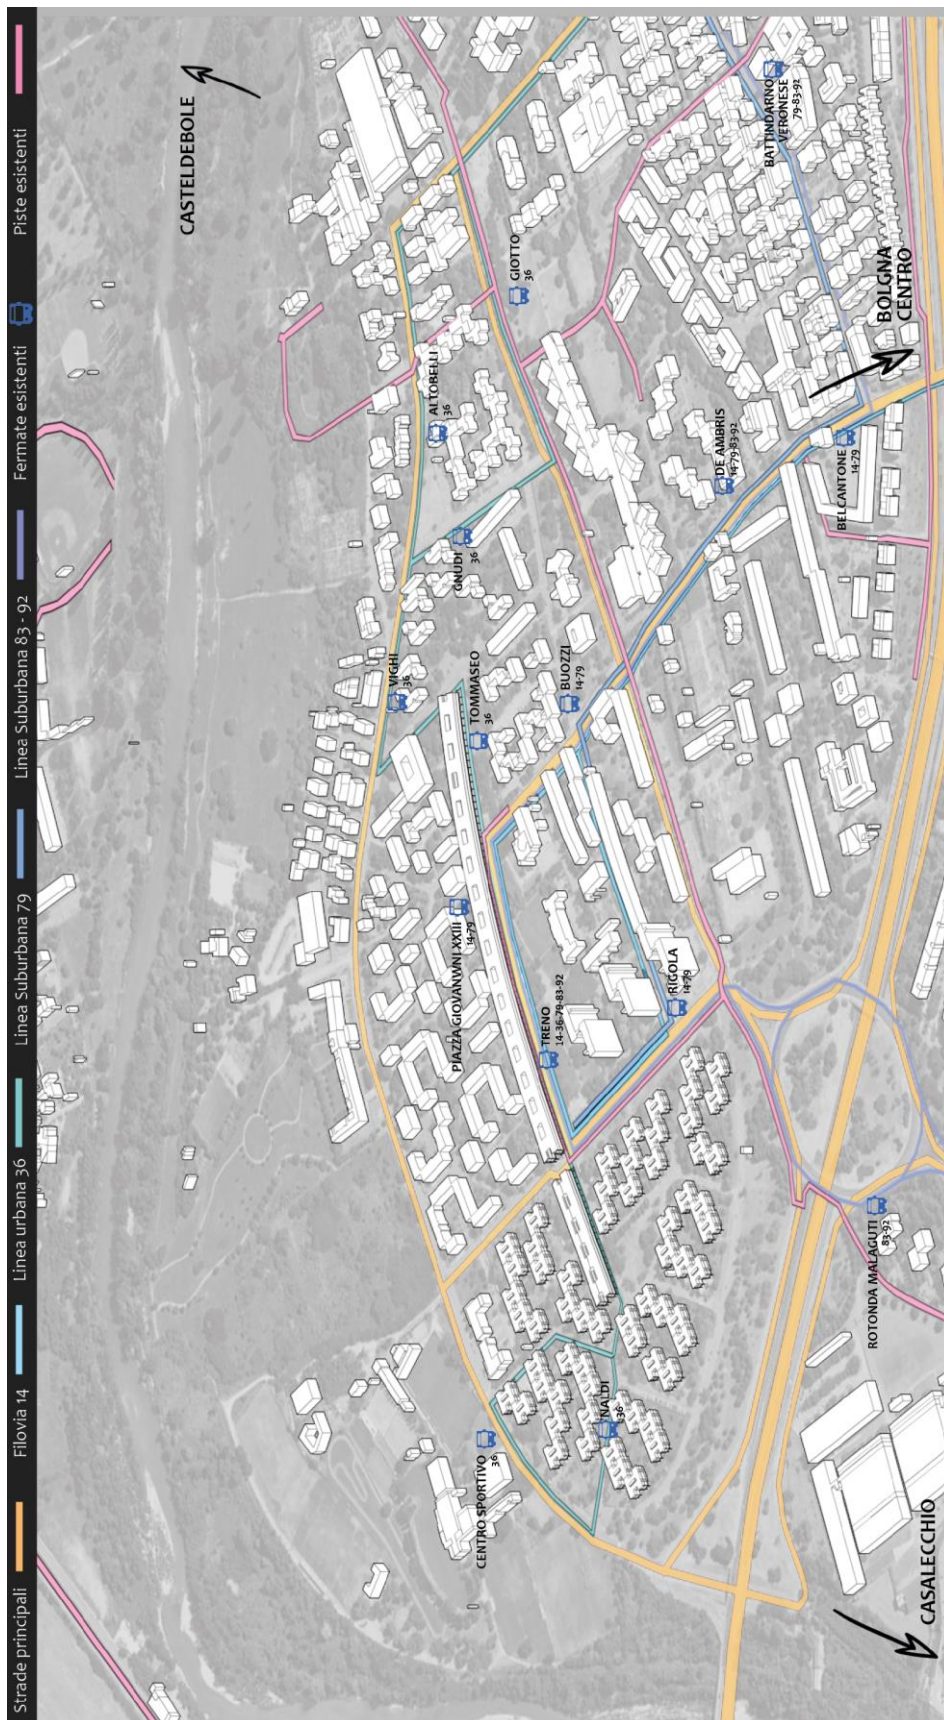 Strade principali
Filovia 14
Linea urbana 36
Linea Suburbana 79
Linea Suburbana 83 - 92
Fermate esistenti
Piste esistenti
CASTELDEBOLE
VIGHI
36
ALTOBELLI
36
GNUDI
36
PIAZZA GIOVANWNI XXIII
14-79
TOMMASEO
36
CENTRO SPORTIVO
36
GIOTTO
36
TRENO
14-36-79-83-92
BUOZZI
14-79
NALDI
36
RIGOLA
14-79
DE AMBRIS
14-79-83-92
BATTINDARNO
VERONESE
79-83-92
BELCANTONE
14-79
ROTONDA MALAGUTI
83-92
BOLGNA
CENTRO
CASALECCHIO